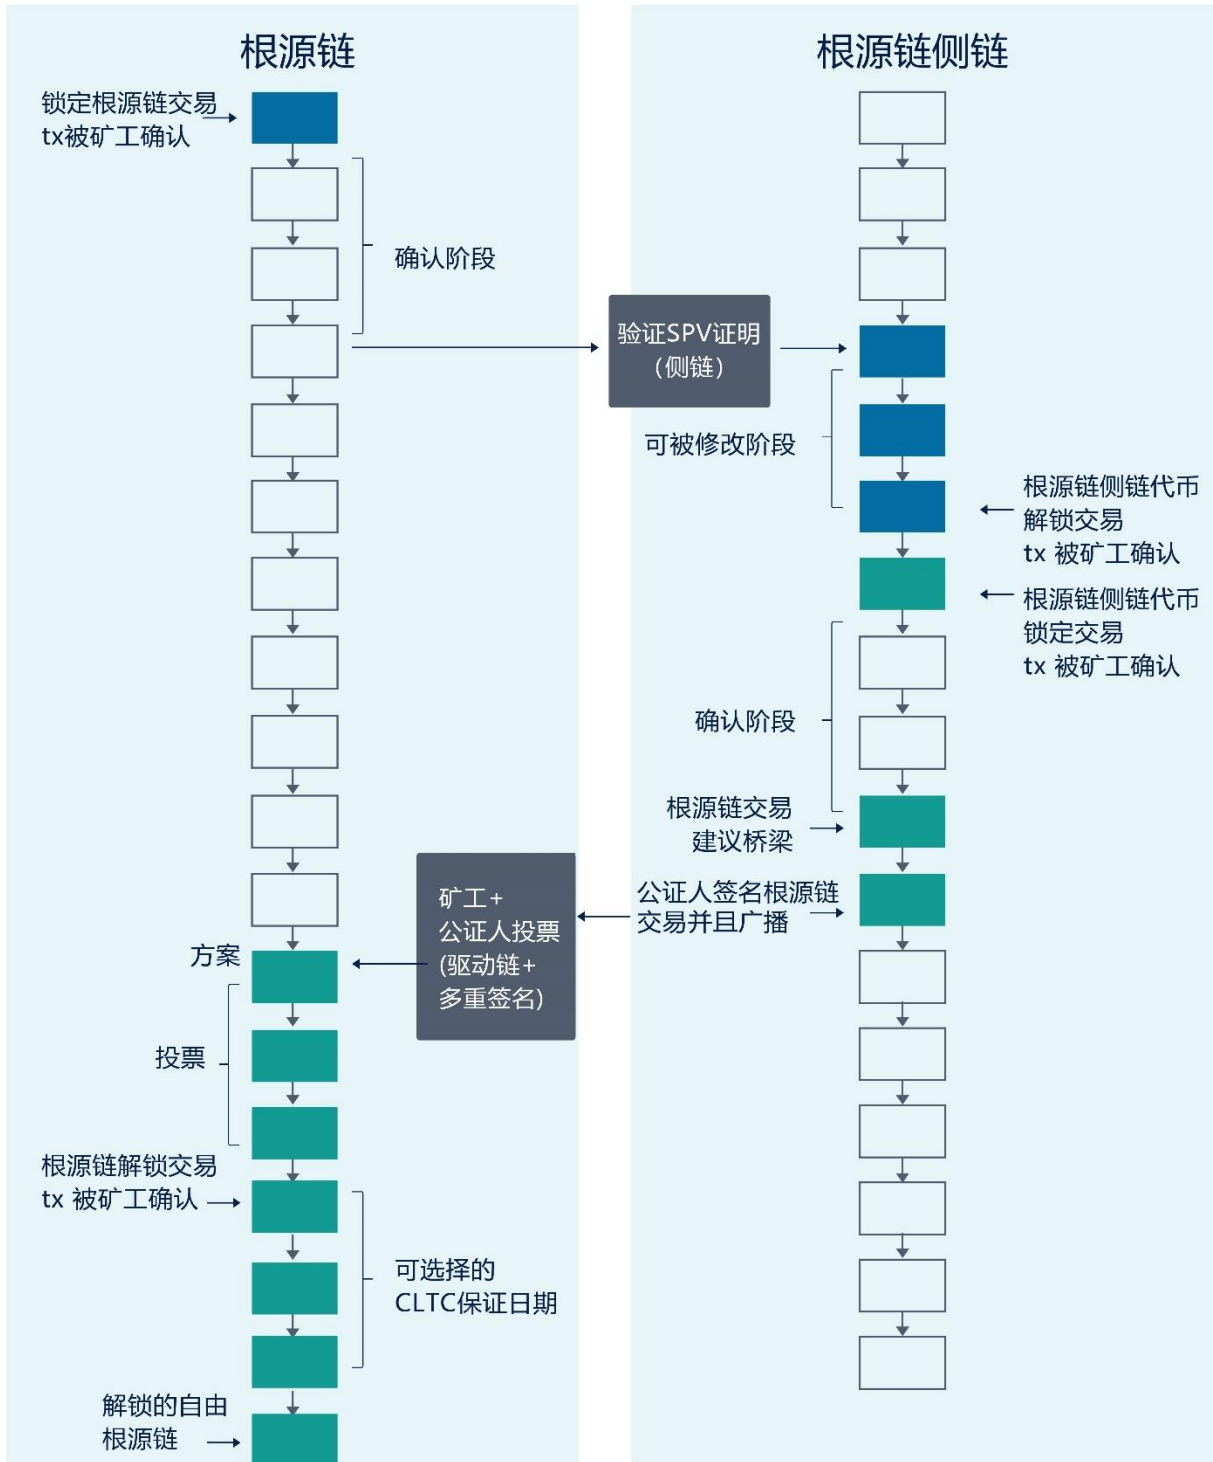 根源链
锁定根源链交易
tx被矿工确认
确认阶段
方案
投票
根源链解锁交易
tx 被矿工确认
可选择的
CLTC保证日期
解锁的自由
根源链
验证SPV证明
（侧链）
矿工+
公证人投票
(驱动链+
多重签名)
根源链侧链
可被修改阶段
根源链侧链代币
解锁交易
tx 被矿工确认
根源链侧链代币
锁定交易
tx 被矿工确认
确认阶段
根源链交易
建议桥梁
公证人签名根源链
交易并且广播